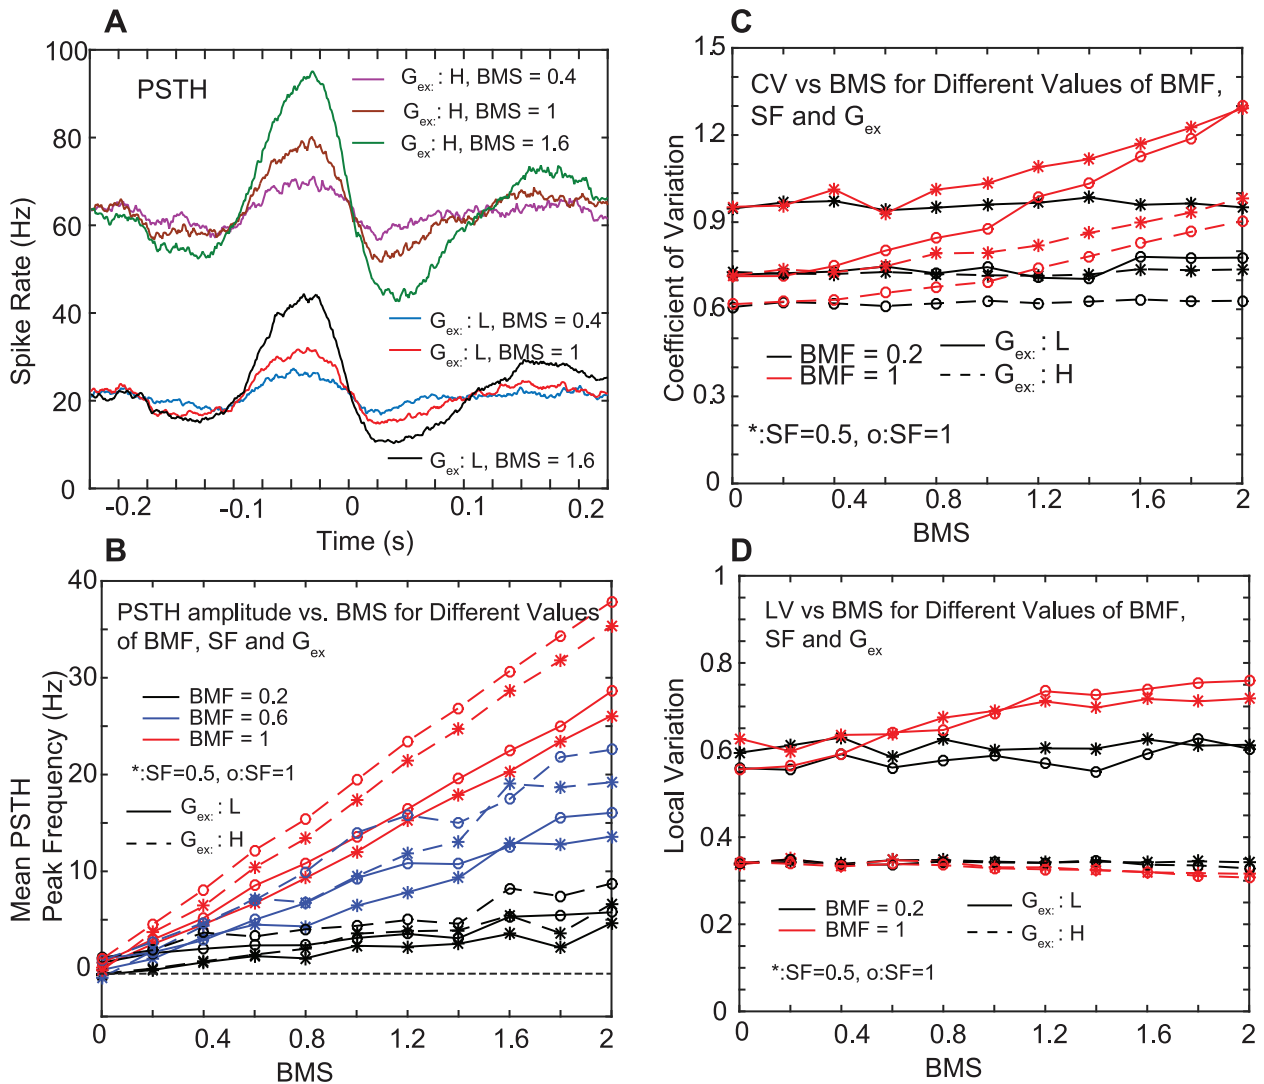 A
100
80
60
40
20
0
Spike Rate (Hz)
PSTH
Gex: : H, BMS = 0.4
Gex: : H, BMS = 1
Gex: H, BMS = 1.6
Gex: : L, BMS = 0.4
Gex: : L, BMS = 1
Gex: L, BMS = 1.6
-0.2
-0.1
0
0.1
0.2
Time (s)
B
40
30
20
10
0
Mean PSTH
Peak Frequency (Hz)
PSTH amplitude vs. BMS for Different Values
of BMF, SF and Gex
BMF = 0.2
BMF = 0.6
BMF = 1
*:SF=0.5, o:SF=1
Gex : L
Gex : H
0
0.4
0.8
1.2
1.6
2
BMS
C
1.5
1.2
0.9
0.6
0.3
0
Coefficient of Variation
CV vs BMS for Different Values of BMF,
SF and Gex
BMF = 0.2
BMF = 1
Gex : L
Gex : H
*:SF=0.5, o:SF=1
0
0.4
0.8
1.2
1.6
2
BMS
D
1
0.8
0.6
0.4
0.2
0
Local Variation
LV vs BMS for Different Values of BMF,
SF and Gex
BMF = 0.2
BMF = 1
Gex : L
Gex : H
*:SF=0.5, o:SF=1
0
0.4
0.8
1.2
1.6
2
BMS